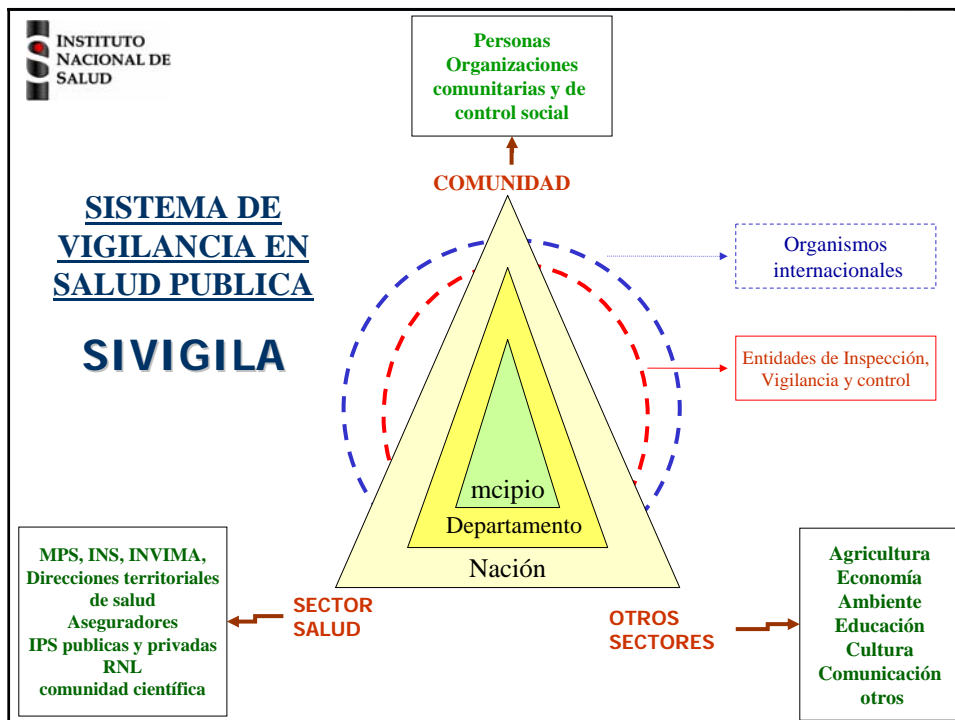 INSTITUTO
NACIONAL DE
SALUD
Personas
Organizaciones
comunitarias y de
control social
COMUNIDAD
SISTEMA DE
VIGILANCIA EN
SALUD PUBLICA
SIVIGILA
Organismos
internacionales
Entidades de Inspección,
Vigilancia y control
mcipio
Departamento
Nación
MPS, INS, INVIMA,
Direcciones territoriales
de salud
Aseguradores
IPS publicas y privadas
RNL
comunidad científica
SECTOR
SALUD
OTROS
SECTORES
Agricultura
Economía
Ambiente
Educación
Cultura
Comunicación
otros